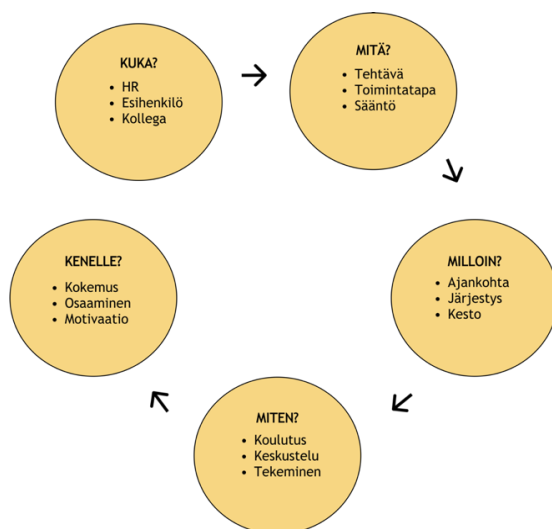 KUKA?
• HR
• Esihenkilö
• Kollega
MITÄ?
• Tehtävä
• Toimintatapa
• Sääntö
MILLOIN?
• Ajankohta
• Järjestys
• Kesto
MITEN?
• Koulutus
• Keskustelu
• Tekeminen
KENELLE?
• Kokemus
• Osaaminen
• Motivaatio